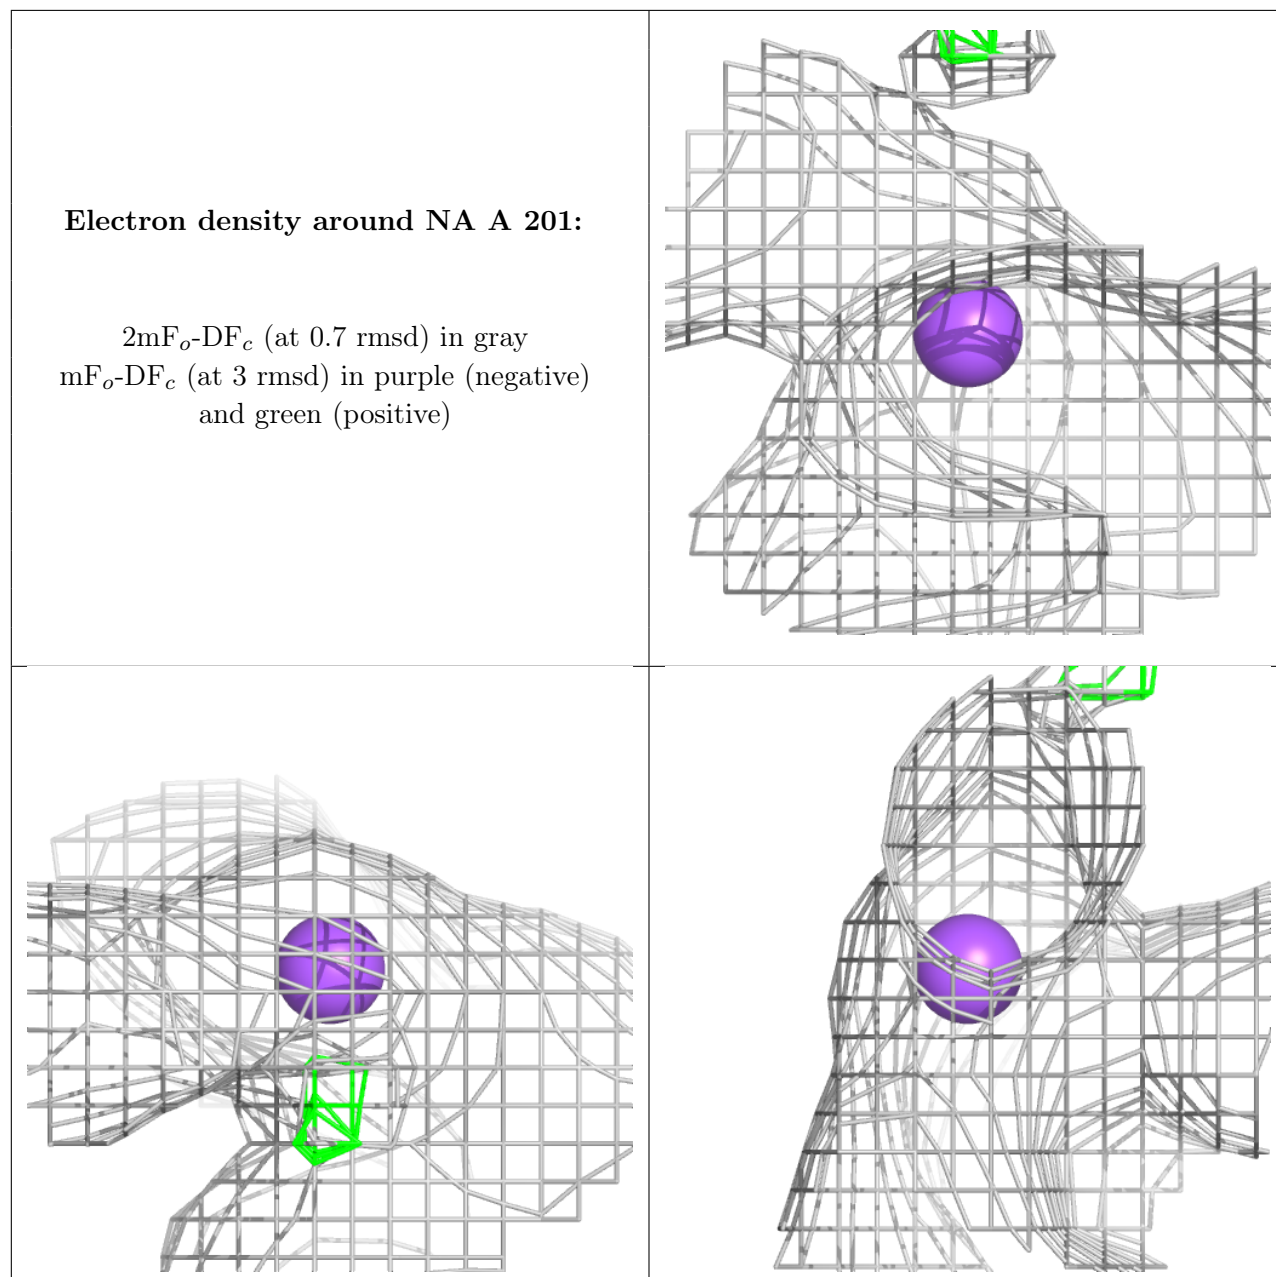 Electron density around NA A 201:
2mFo-DFc (at 0.7 rmsd) in gray
mFo-DFc (at 3 rmsd) in purple (negative)
and green (positive)